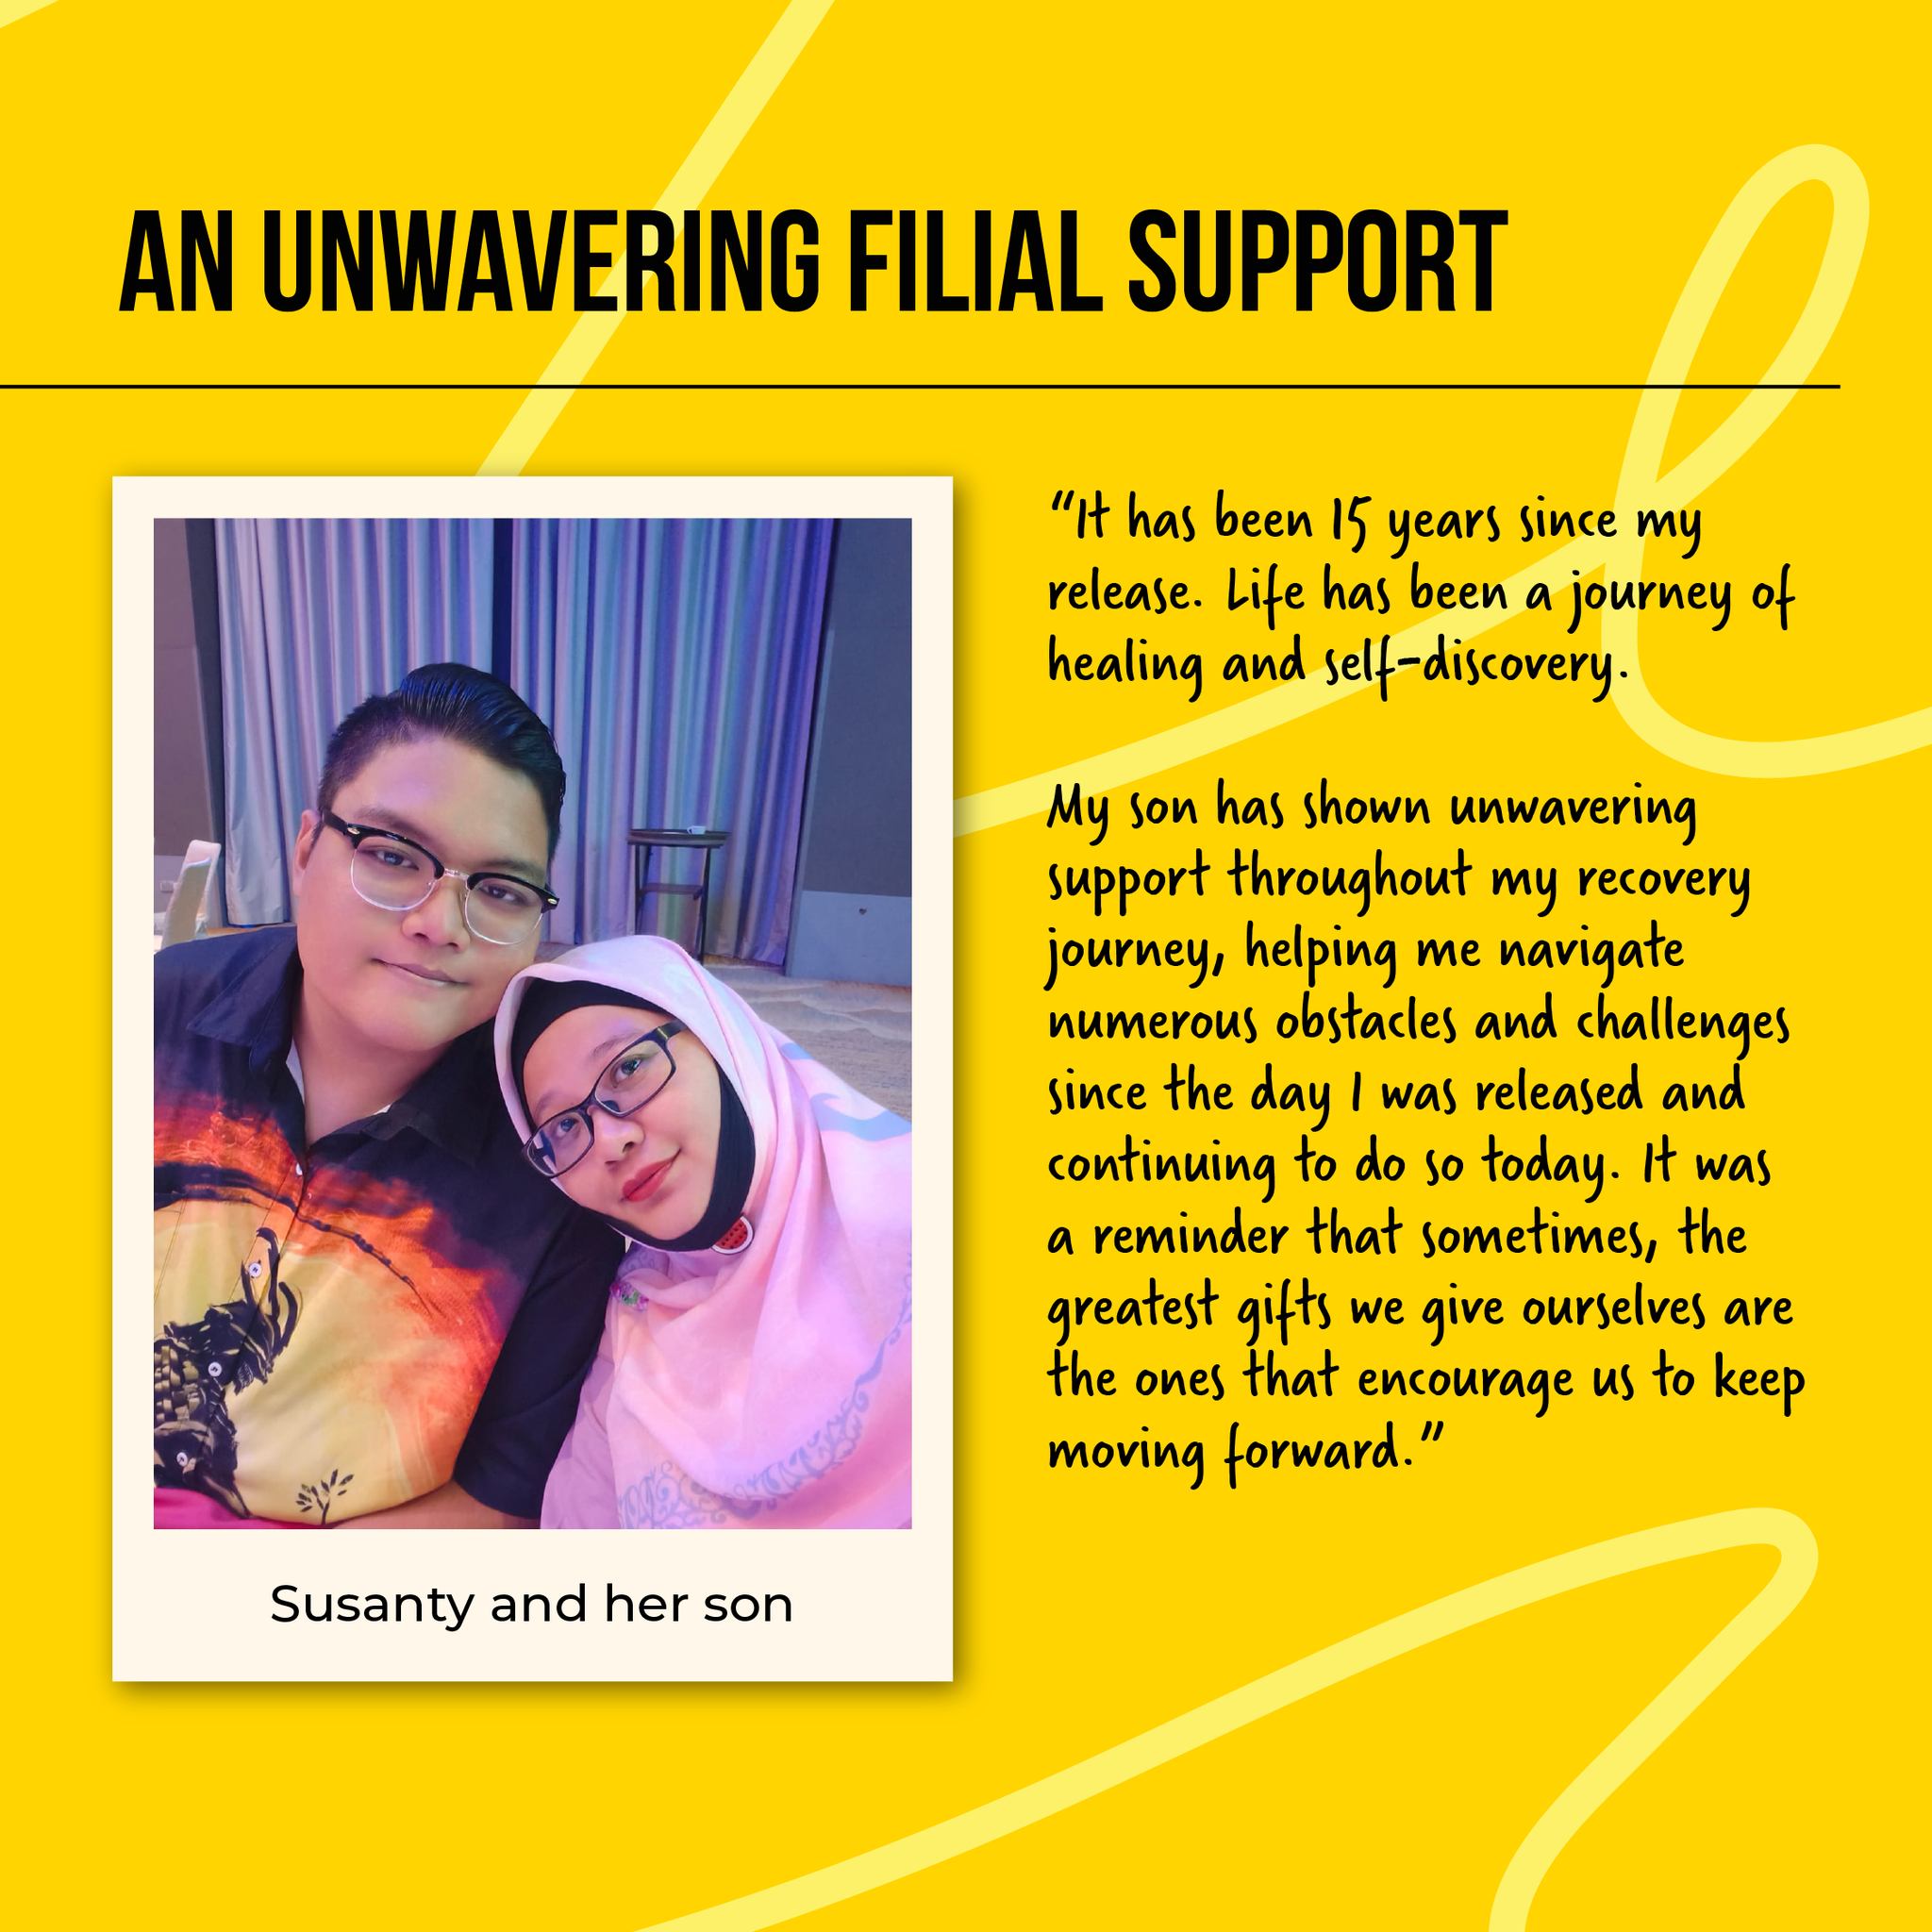 AN UNWAVERING FILIAL SUPPORT
“It has been 15 years since my
release. Life has been a journey of
healing and self-discovery.
My son has shown unwavering
support throughout my recovery
journey, helping me navigate
numerous obstacles and challenges
since the day I was released and
continuing to do so today. It was
a reminder that sometimes, the
greatest gifts we give ourselves are
the ones that encourage us to keep
moving forward.”
Susanty and her son